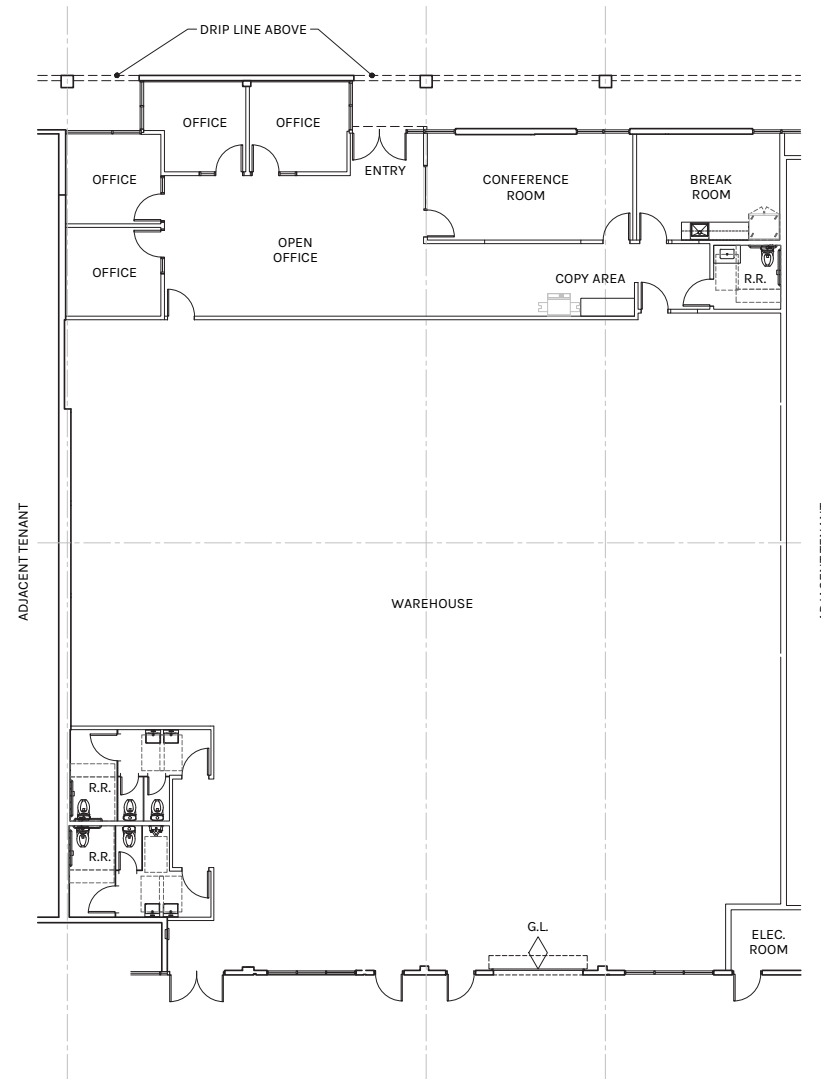 DRIP LINE ABOVE
OFFICE
OFFICE
ENTRY
OFFICE
CONFERENCE
ROOM
BREAK
ROOM
OPEN
OFFICE
OFFICE
COPY AREA
R.R.
ADJACENT TENANT
WAREHOUSE
R.R.
R.R.
G.L.
ELEC.
ROOM